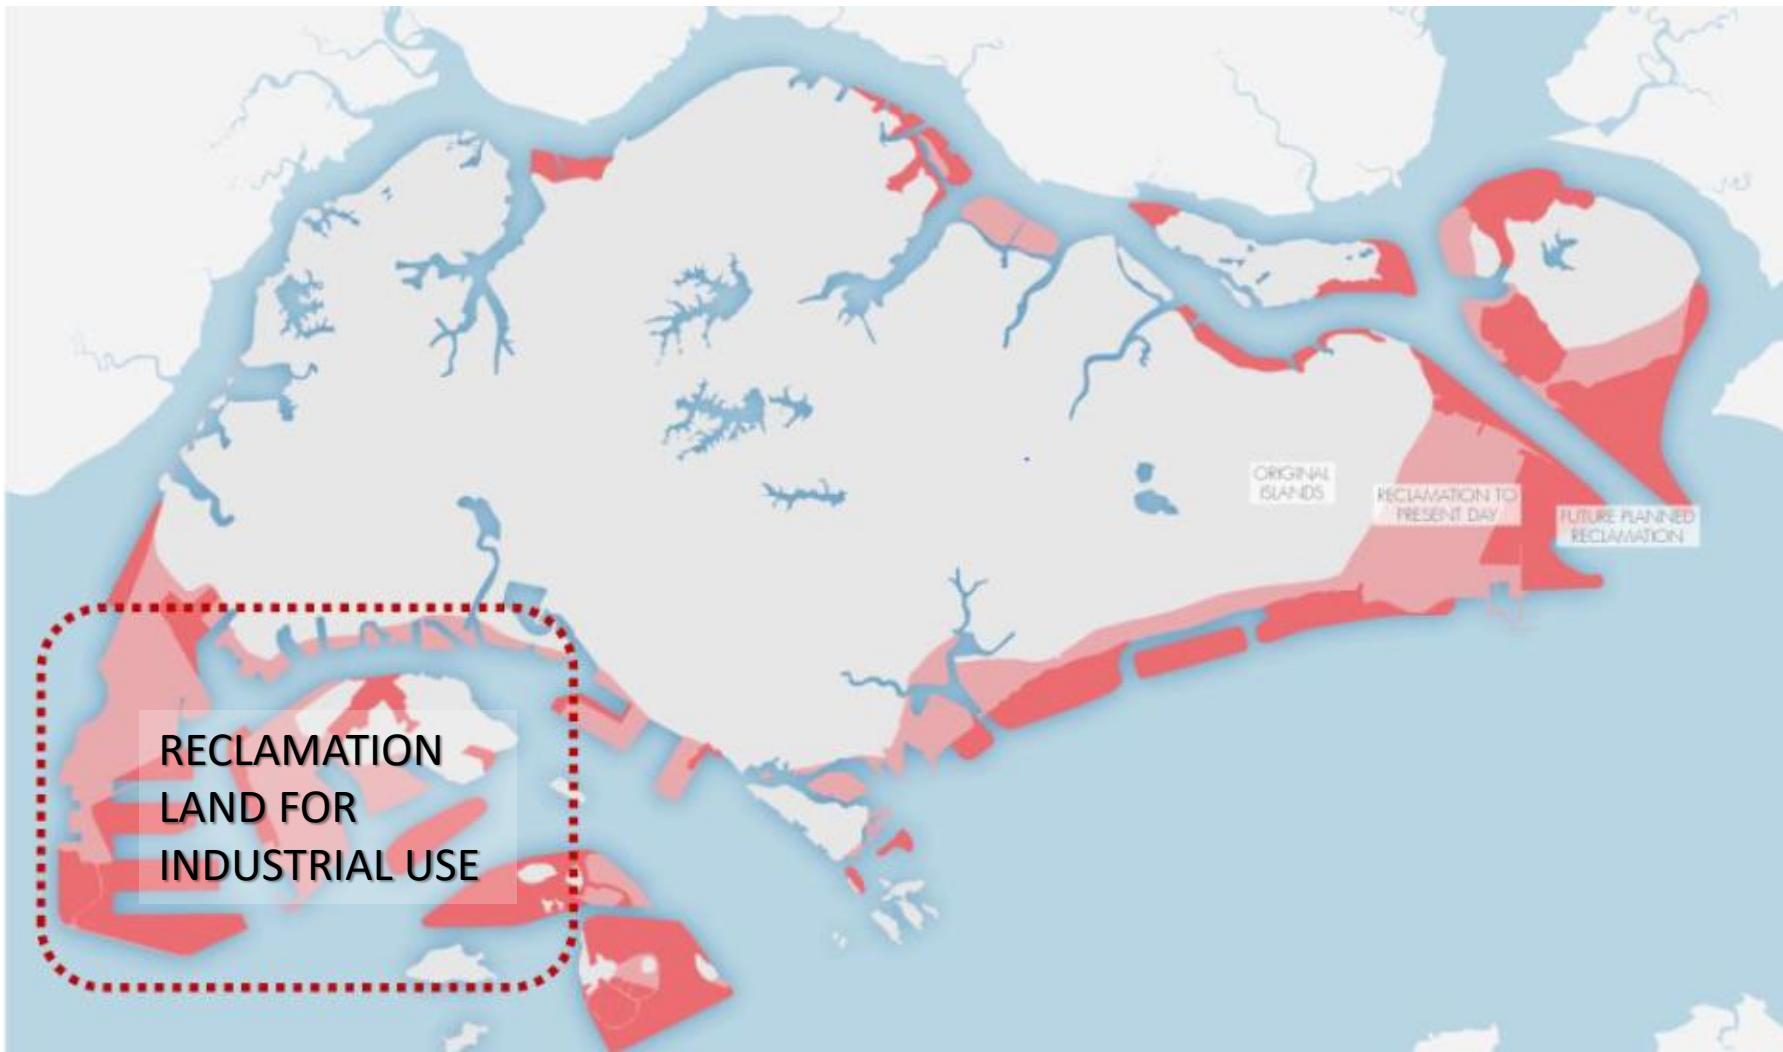 ORIGINAL
ISLANDS
RECLAMATION TO
PRESENT DAY
FUTURE PLANNED
RECLAMATION
RECLAMATION
LAND FOR
INDUSTRIAL USE